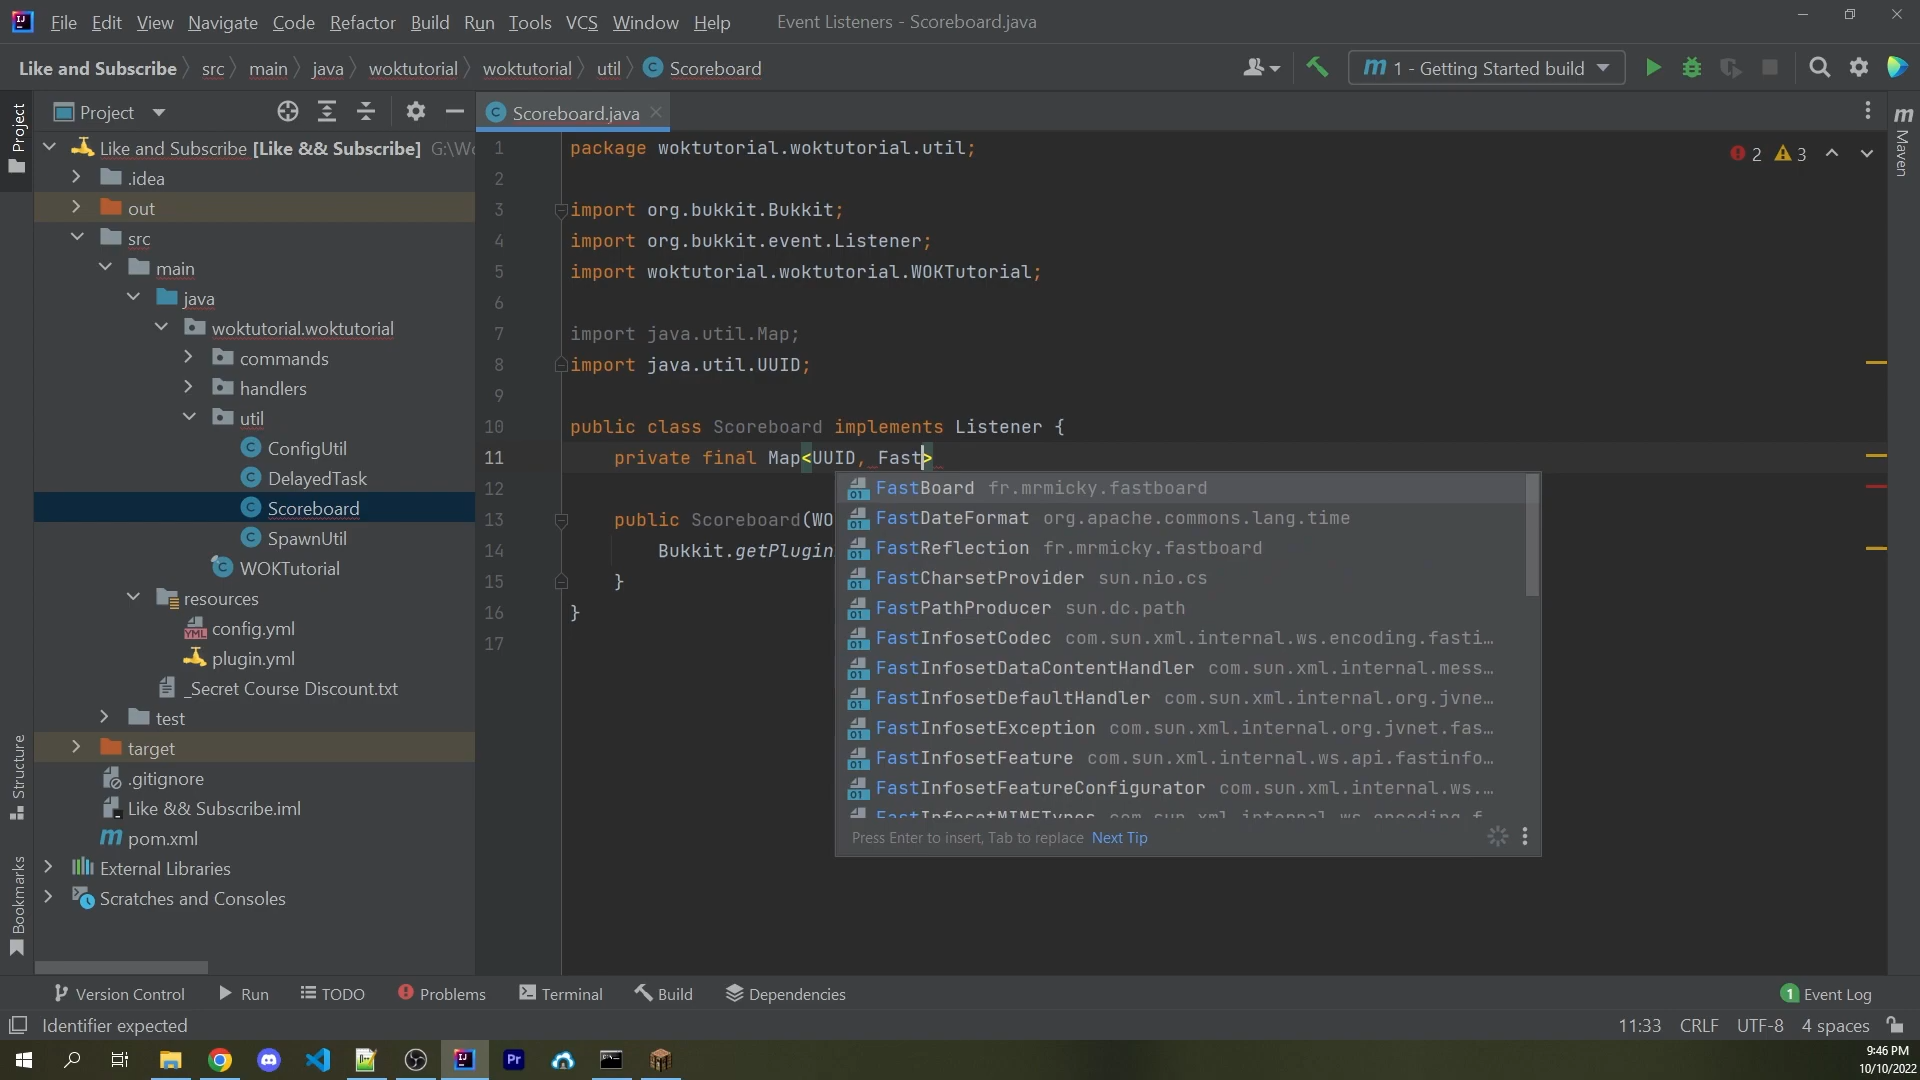 File Edit View Navigate Code Refactor Build Run Tools VCS Window Help Event Listeners - Scoreboard.java
Like and Subscribe src main java woktutorial woktutorial util Scoreboard 1 - Getting Started build
Project
Scoreboard.java
Project
Maven
Like and Subscribe [Like && Subscribe]
.idea
out
src
main
java
woktutorial.woktutorial
commands
handlers
util
ConfigUtil
DelayedTask
Scoreboard
SpawnUtil
WOKTutorial
resources
config.yml
plugin.yml
_Secret Course Discount.txt
test
target
.gitignore
Like && Subscribe.iml
pom.xml
External Libraries
Scratches and Consoles
Structure
Bookmarks
2 3
1 package woktutorial.woktutorial.util;
2
3 import org.bukkit.Bukkit;
4 import org.bukkit.event.Listener;
5 import woktutorial.woktutorial.WOKTutorial;
6
7 import java.util.Map;
8 import java.util.UUID;
9
10 public class Scoreboard implements Listener {
11 private final Map<UUID, Fast>
12
13 public Scoreboard(WO
14 Bukkit.getPlugin
15 }
16 }
17
FastBoard fr.mrmicky.fastboard
FastDateFormat org.apache.commons.lang.time
FastReflection fr.mrmicky.fastboard
FastCharsetProvider sun.nio.cs
FastPathProducer sun.dc.path
FastInfosetCodec com.sun.xml.internal.ws.encoding.fasti…
FastInfosetDataContentHandler com.sun.xml.internal.mess…
FastInfosetDefaultHandler com.sun.xml.internal.org.jvne…
FastInfosetException com.sun.xml.internal.org.jvnet.fas…
FastInfosetFeature com.sun.xml.internal.ws.api.fastinfo…
FastInfosetFeatureConfigurator com.sun.xml.internal.ws.…
FastInfosetMIMETypes com.sun.xml.internal.ws.encoding.f
Press Enter to insert, Tab to replace Next Tip
Version Control Run TODO Problems Terminal Build Dependencies 1 Event Log
Identifier expected 11:33 CRLF UTF-8 4 spaces
9:46 PM
10/10/2022